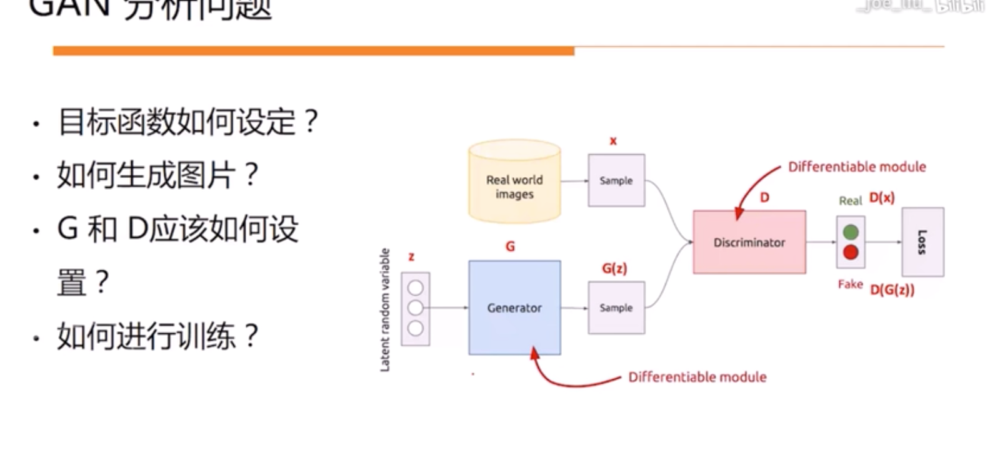 GAN 分析问题
_joe_liu_ bilibili
• 目标函数如何设定？
• 如何生成图片？
• G 和 D应该如何设
置？
• 如何进行训练？
x
Real world
images
Sample
Differentiable module
D
Real D(x)
Discriminator
Loss
Fake D(G(z))
G
z
G(z)
Latent random variable
Generator
Sample
Differentiable module